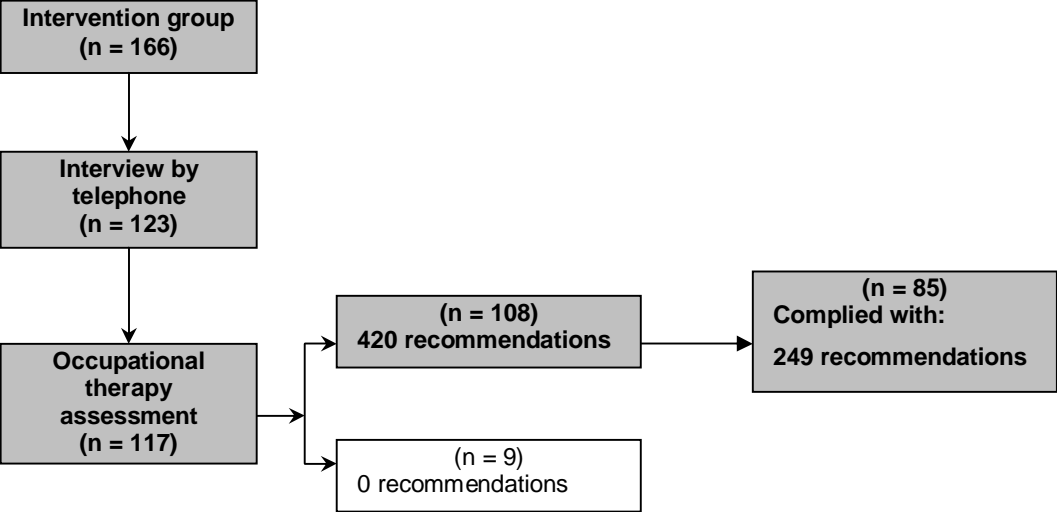 Intervention group
(n = 166)
Interview by
telephone
(n = 123)
Occupational
therapy
assessment
(n = 117)
(n = 108)
420 recommendations
(n = 9)
0 recommendations
(n = 85)
Complied with:
249 recommendations